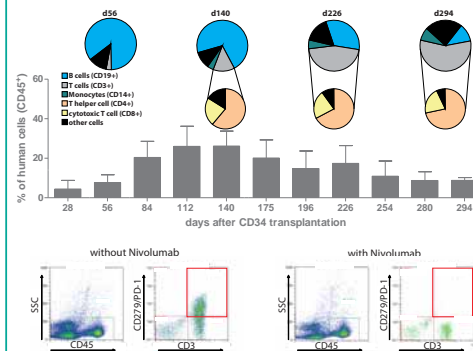 d56 d140 d226 d294
B cells (CD19+)
T cells (CD3+)
Monocytes (CD14+)
T helper cell (CD4+)
cytotoxic T cell (CD8+)
other cells
% of human cells (CD45⁺)
60
40
20
0
28 56 84 112 140 175 196 226 254 280 294
days after CD34 transplantation
without Nivolumab with Nivolumab
SSC
CD45
CD279/PD-1
CD3
SSC
CD45
CD279/PD-1
CD3